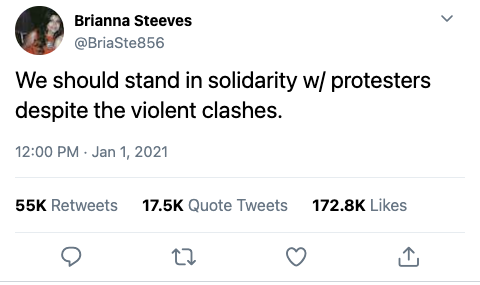 Brianna Steeves
@BriaSte856
We should stand in solidarity w/ protesters
despite the violent clashes.
12:00 PM · Jan 1, 2021
55K Retweets 17.5K Quote Tweets 172.8K Likes